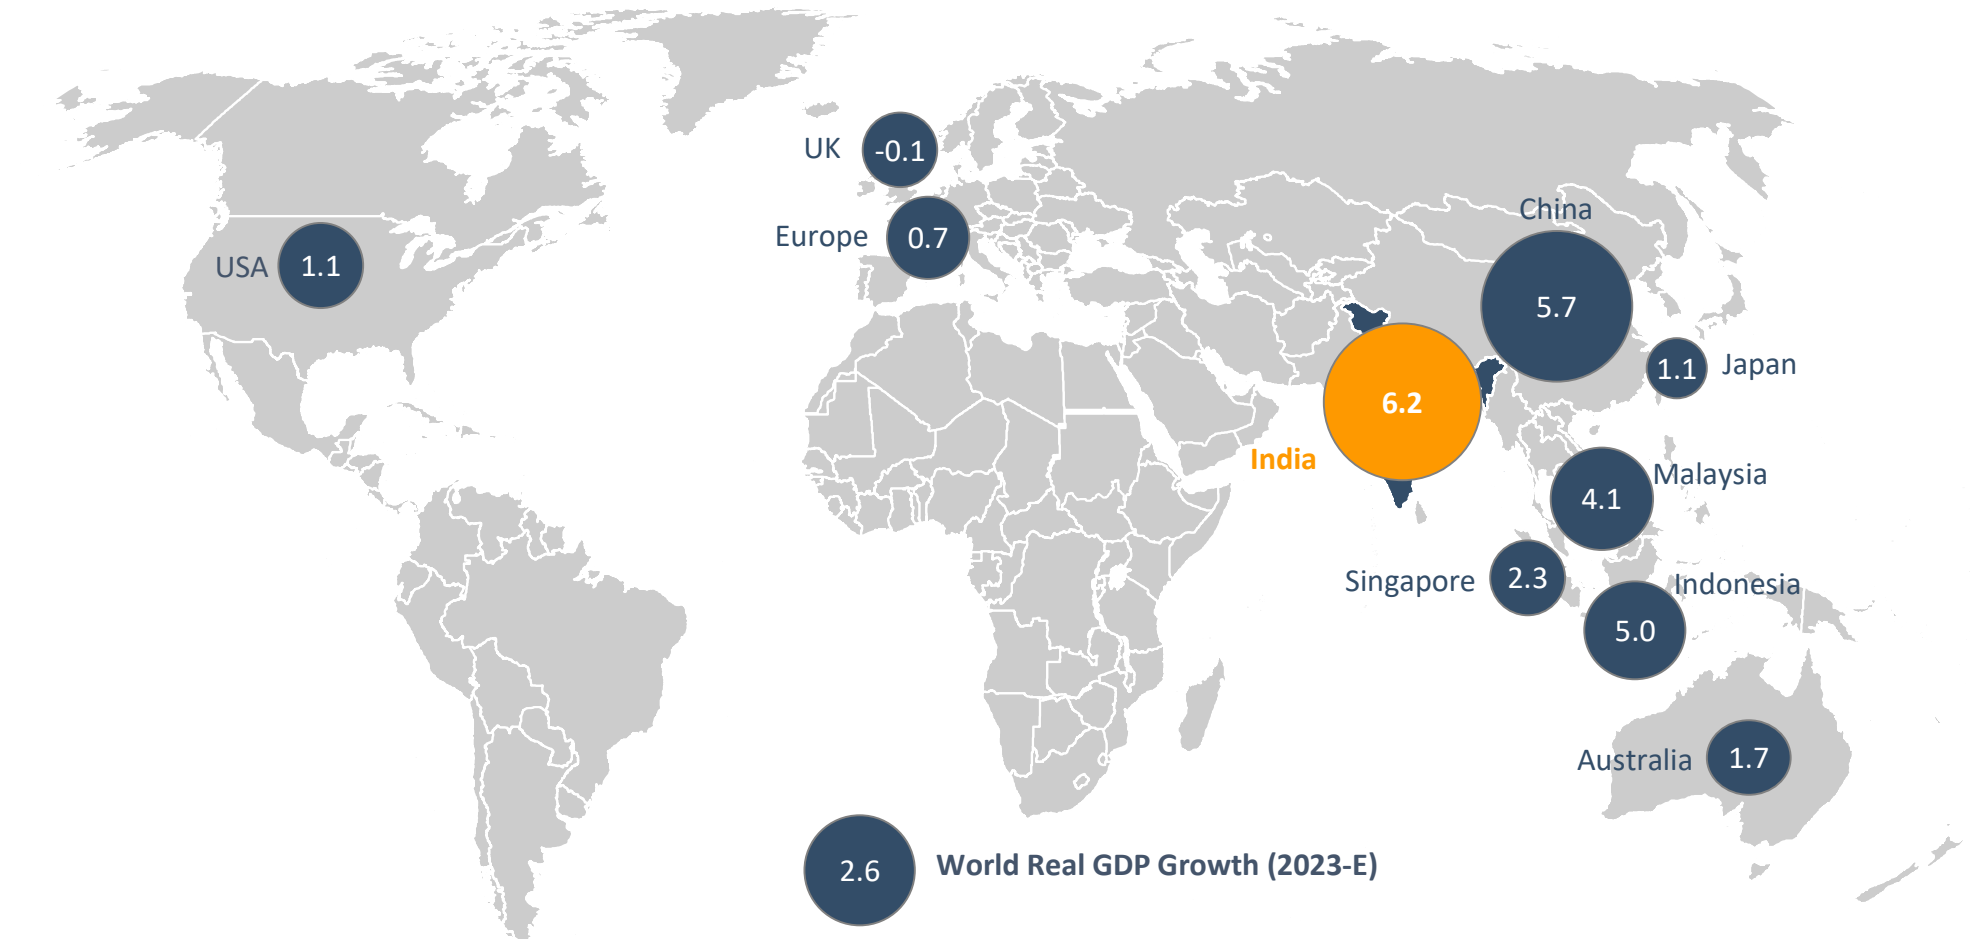 UK
-0.1
China
Europe
0.7
USA
1.1
5.7
1.1
Japan
6.2
India
Malaysia
4.1
Singapore
2.3
Indonesia
5.0
Australia
1.7
2.6
World Real GDP Growth (2023-E)